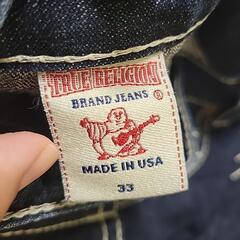 TRUE RELIGION
BRAND JEANS ®
MADE IN USA
33